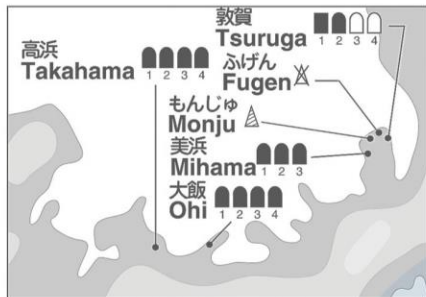 敦賀
Tsuruga
1 2 3 4
高浜
Takahama
1 2 3 4
ふげん
Fugen
もんじゅ
Monju
美浜
Mihama
1 2 3
大飯
Ohi
1 2 3 4